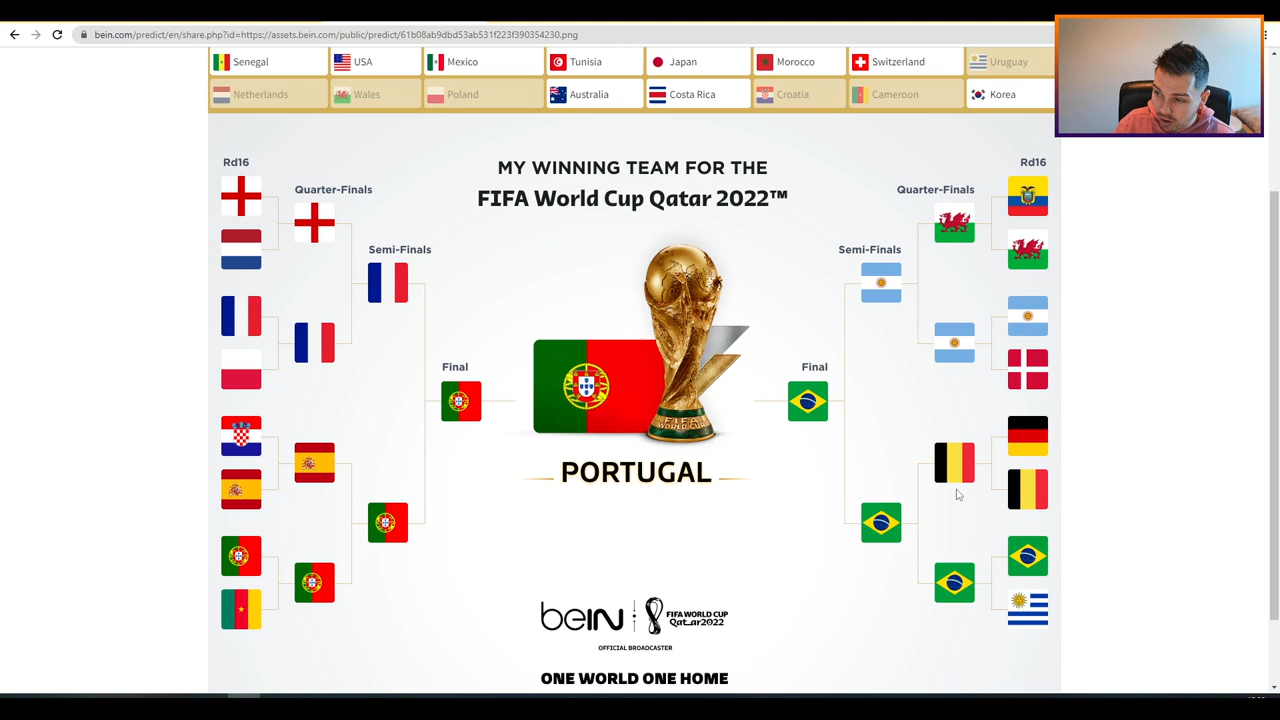 bein.com/predict/en/share.php?id=https://assets.bein.com/public/predict/61b08ab9dbd53ab531f223f390354230.png
Senegal USA Mexico Tunisia Japan Morocco Switzerland Uruguay
Netherlands Wales Poland Australia Costa Rica Croatia Cameroon Korea
Rd16
Rd16
MY WINNING TEAM FOR THE
FIFA World Cup Qatar 2022™
Quarter-Finals
Quarter-Finals
Semi-Finals
Semi-Finals
Final
Final
FIFA
WORLD CUP
PORTUGAL
beIN
FIFA WORLD CUP
Qatar2022
OFFICIAL BROADCASTER
ONE WORLD ONE HOME